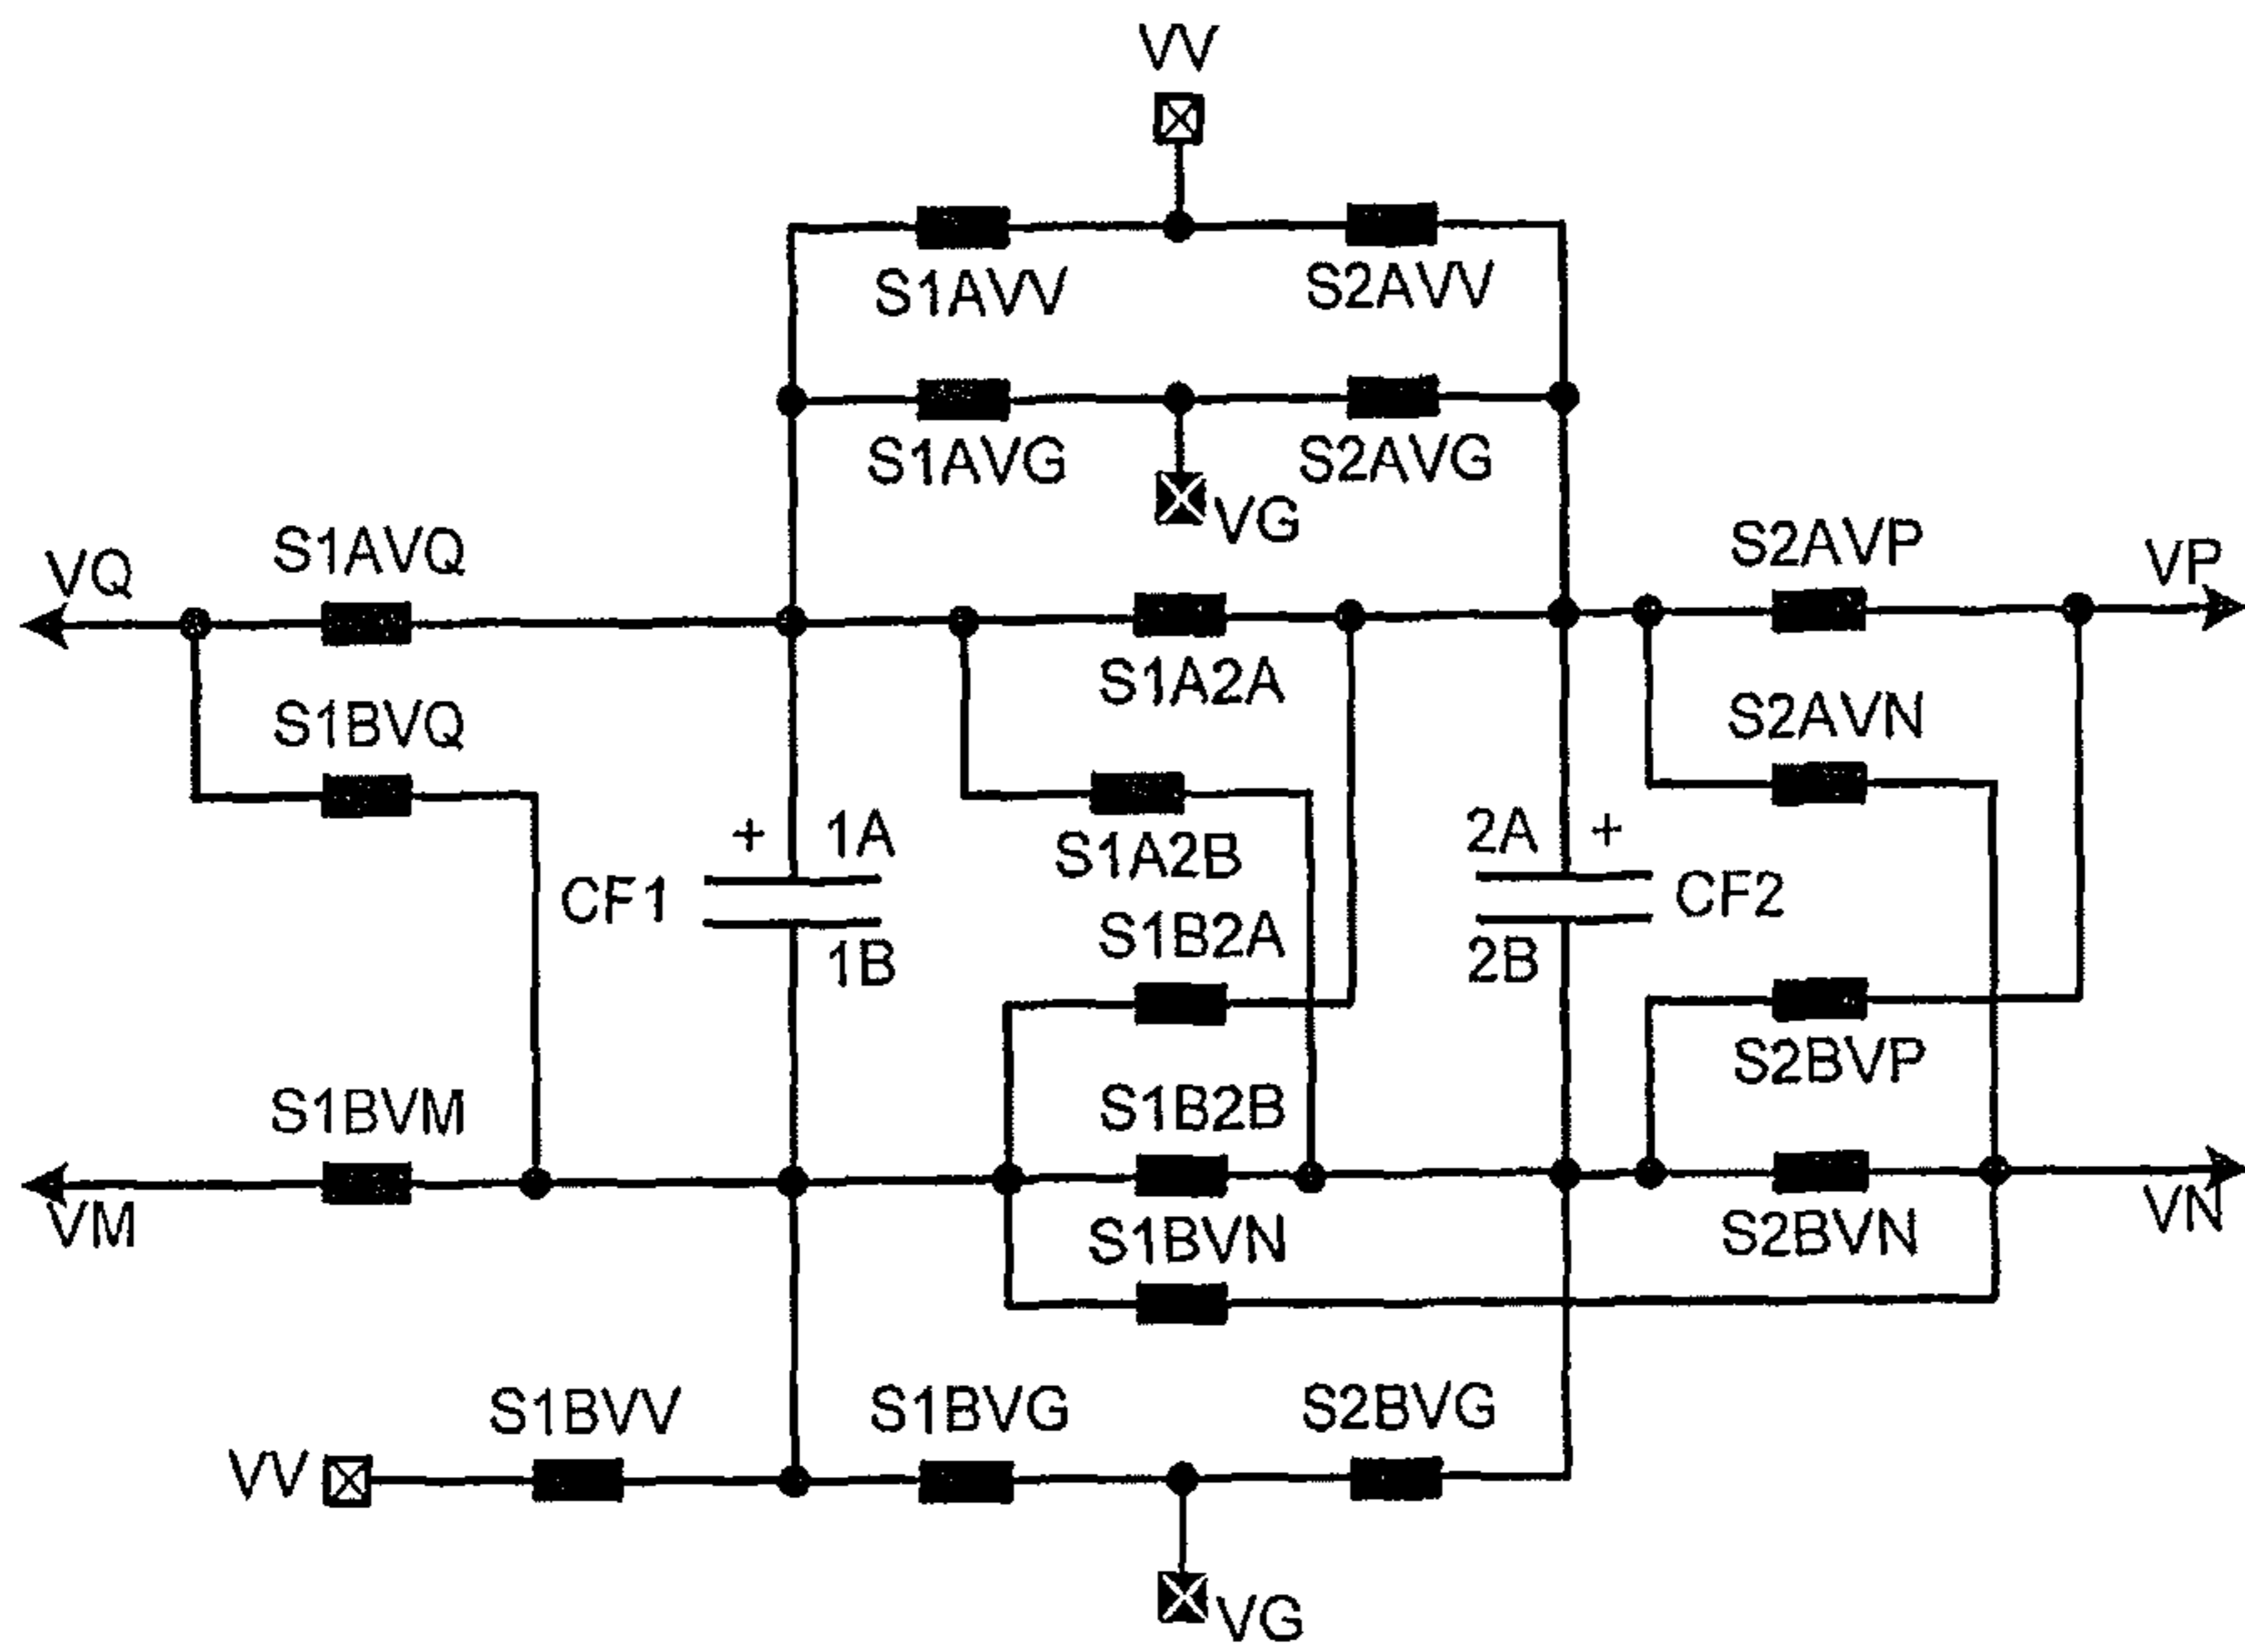 VV
S1AVV
S2AVV
S1AVG
S2AVG
VG
VQ
S1AVQ
S2AVP
VP
S1A2A
S1BVQ
S2AVN
+ 1A
2A +
S1A2B
CF1
CF2
S1B2A
1B
2B
S2BVP
S1BVM
S1B2B
VM
S1BVN
S2BVN
VN
S1BVV
S1BVG
S2BVG
VV
VG